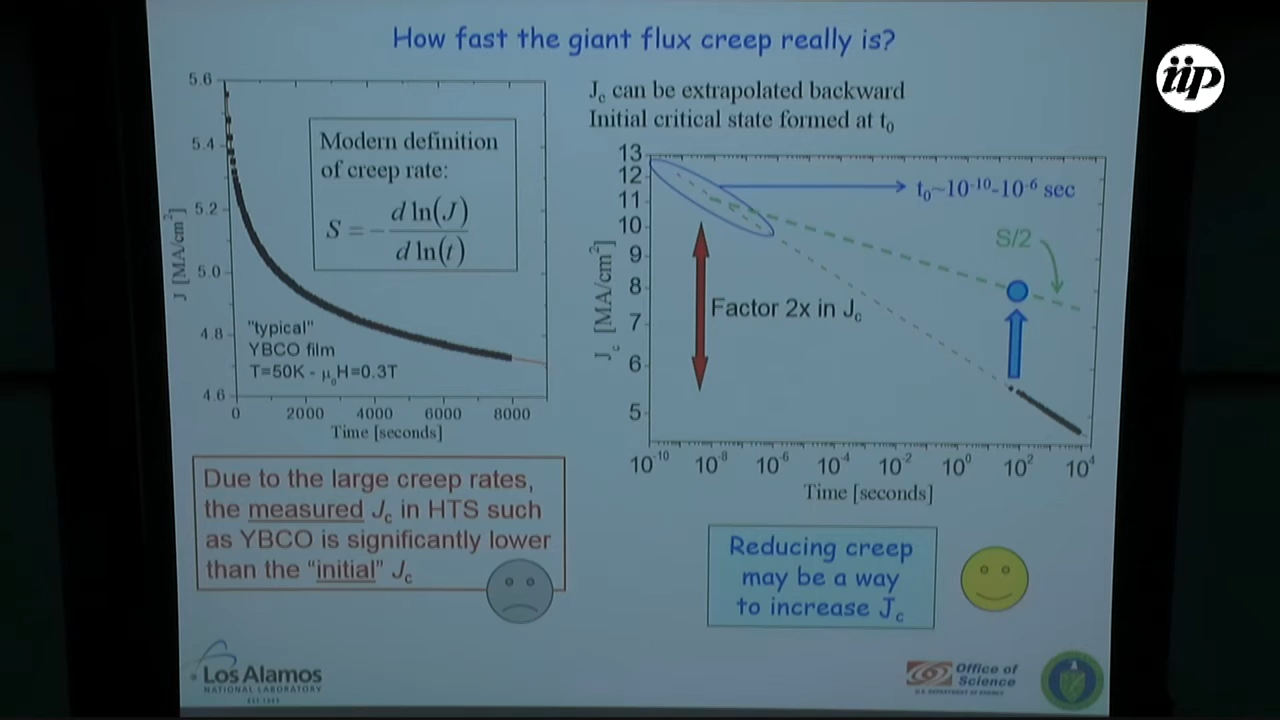 How fast the giant flux creep really is?
iip
5.6
5.4
5.2
5.0
4.8
4.6
J [MA/cm²]
Modern definition
of creep rate:
S = − d ln(J) / d ln(t)
"typical"
YBCO film
T=50K - μ₀H=0.3T
0 2000 4000 6000 8000
Time [seconds]
J꜀ can be extrapolated backward
Initial critical state formed at t₀
13
12
11
10
9
8
7
6
5
J꜀ [MA/cm²]
t₀~10⁻¹⁰-10⁻⁶ sec
S/2
Factor 2x in J꜀
10⁻¹⁰ 10⁻⁸ 10⁻⁶ 10⁻⁴ 10⁻² 10⁰ 10² 10⁴
Time [seconds]
Due to the large creep rates,
the measured J꜀ in HTS such
as YBCO is significantly lower
than the "initial" J꜀
Reducing creep
may be a way
to increase J꜀
Los Alamos
NATIONAL LABORATORY
EST 1943
Office of
Science
U.S. DEPARTMENT OF ENERGY